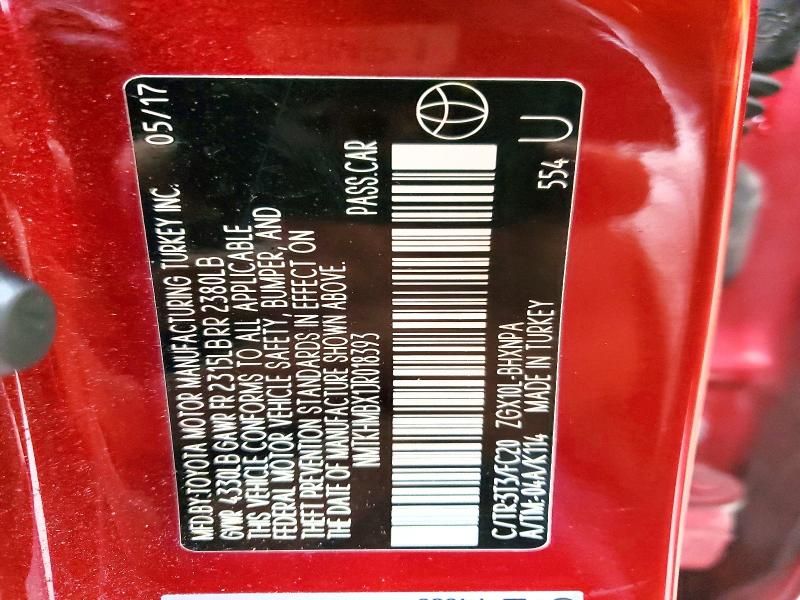 MFD.BY:TOYOTA MOTOR MANUFACTURING TURKEY INC. 05/17
GVWR 4330LB GAWR FR 2315LB RR 2380LB
THIS VEHICLE CONFORMS TO ALL APPLICABLE
FEDERAL MOTOR VEHICLE SAFETY, BUMPER, AND
THEFT PREVENTION STANDARDS IN EFFECT ON
THE DATE OF MANUFACTURE SHOWN ABOVE.
NMTKHMBX1JR018393 PASS.CAR
C/TR:3T3/FC20 ZGX10L-BHXNPA
A/TM:-04A/K114 MADE IN TURKEY
554 U